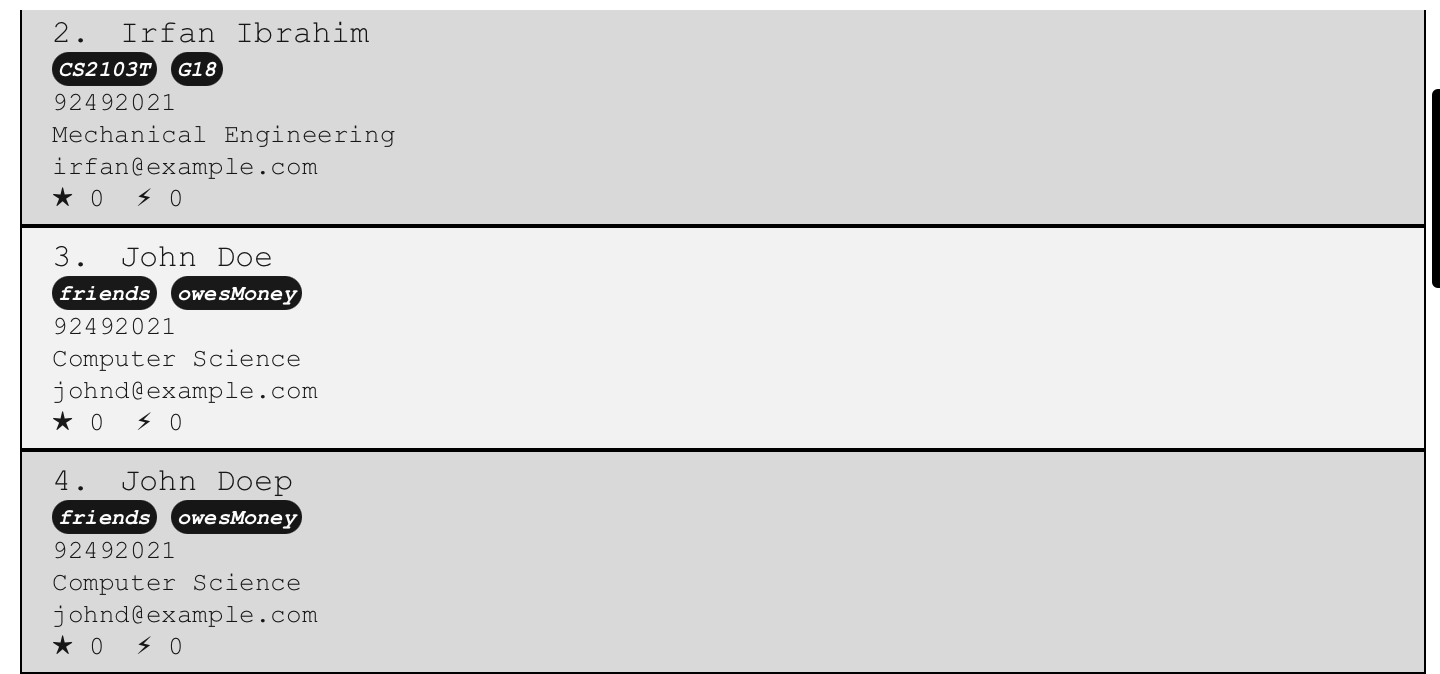 2. Irfan Ibrahim
CS2103T G18
92492021
Mechanical Engineering
irfan@example.com
★ 0 ⚡ 0
3. John Doe
friends owesMoney
92492021
Computer Science
johnd@example.com
★ 0 ⚡ 0
4. John Doep
friends owesMoney
92492021
Computer Science
johnd@example.com
★ 0 ⚡ 0